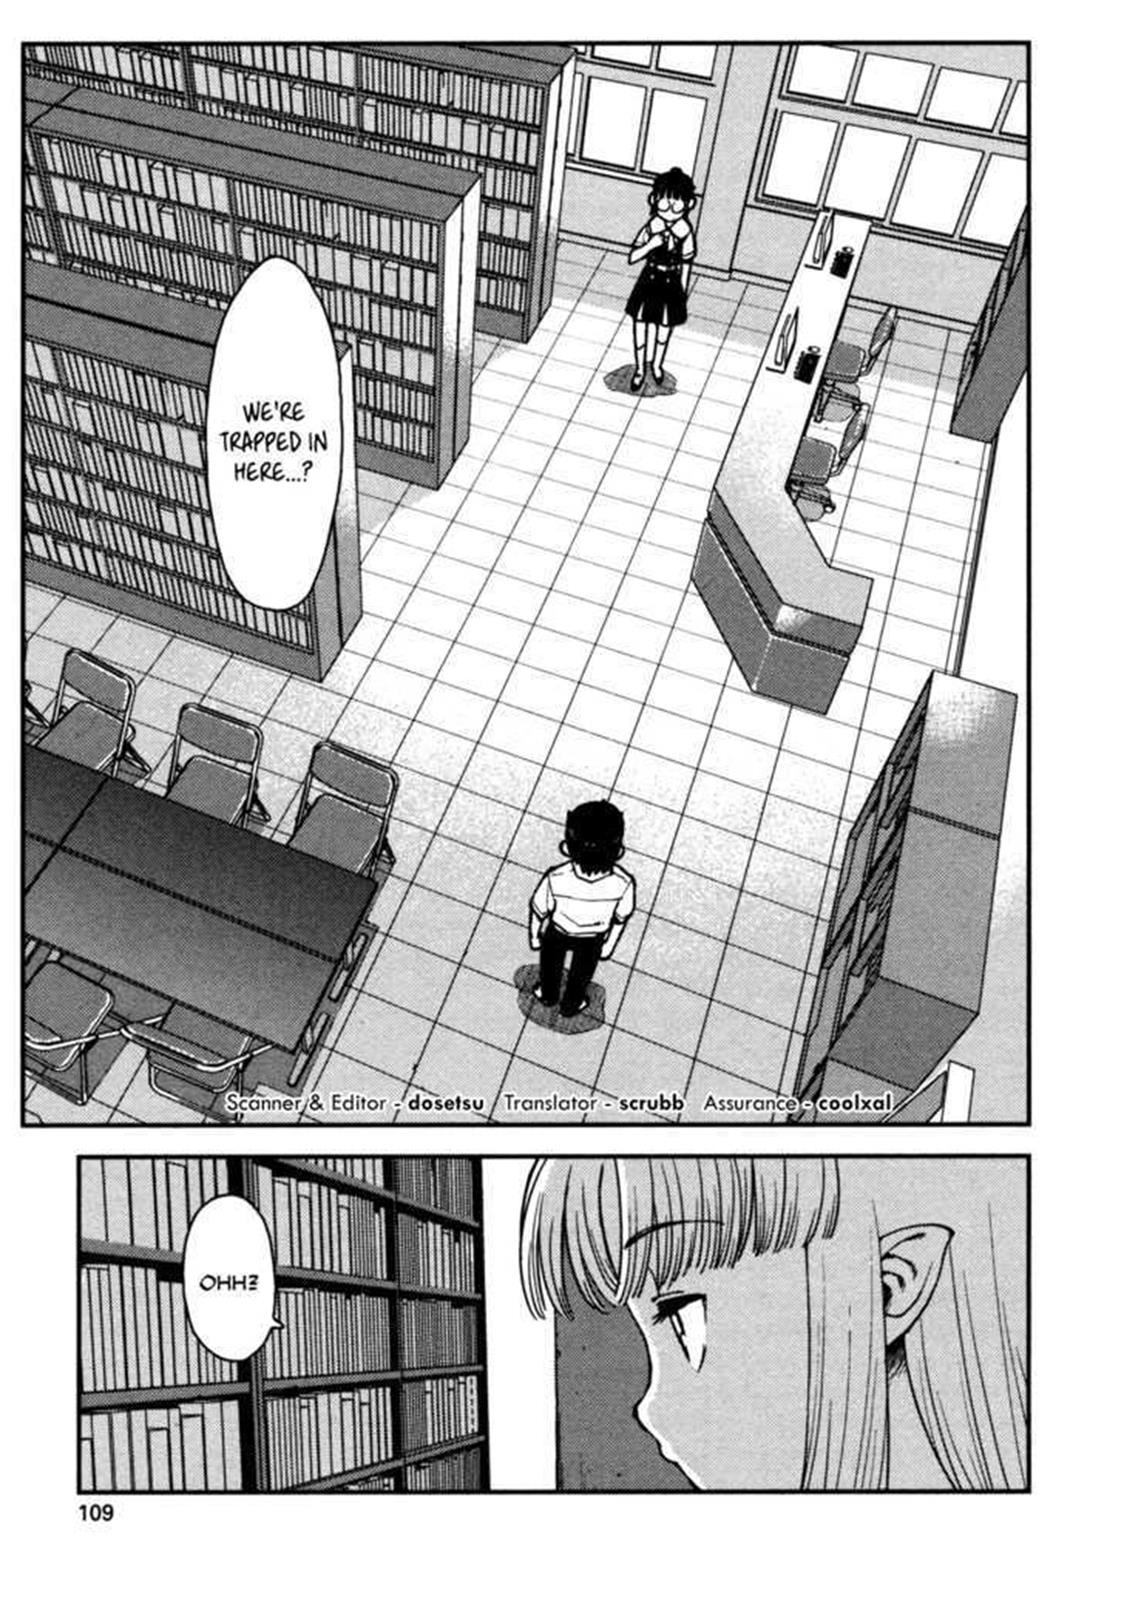 WE'RE
TRAPPED IN
HERE...?
Scanner & Editor - dosetsu Translator - scrubb Assurance - coolxal
OHH?
109